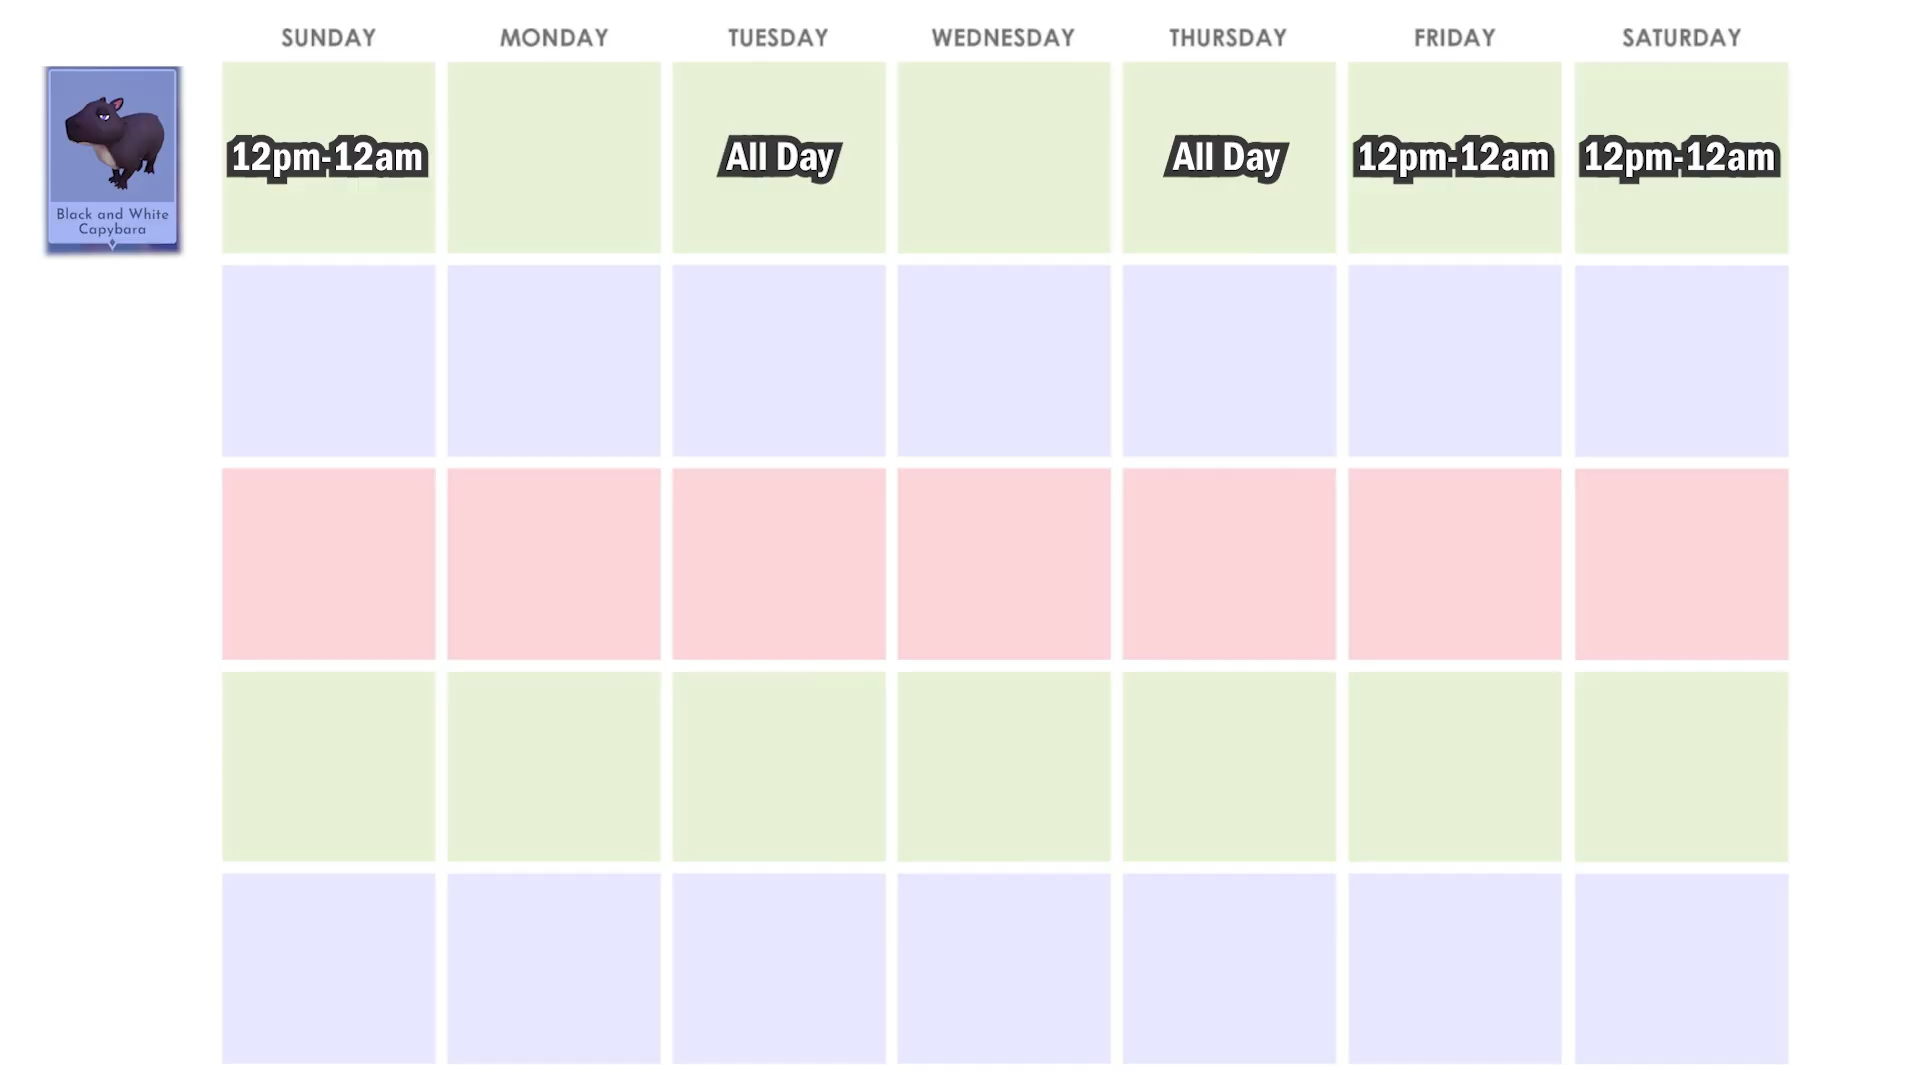 SUNDAY MONDAY TUESDAY WEDNESDAY THURSDAY FRIDAY SATURDAY
12pm-12am All Day All Day 12pm-12am 12pm-12am
Black and White
Capybara